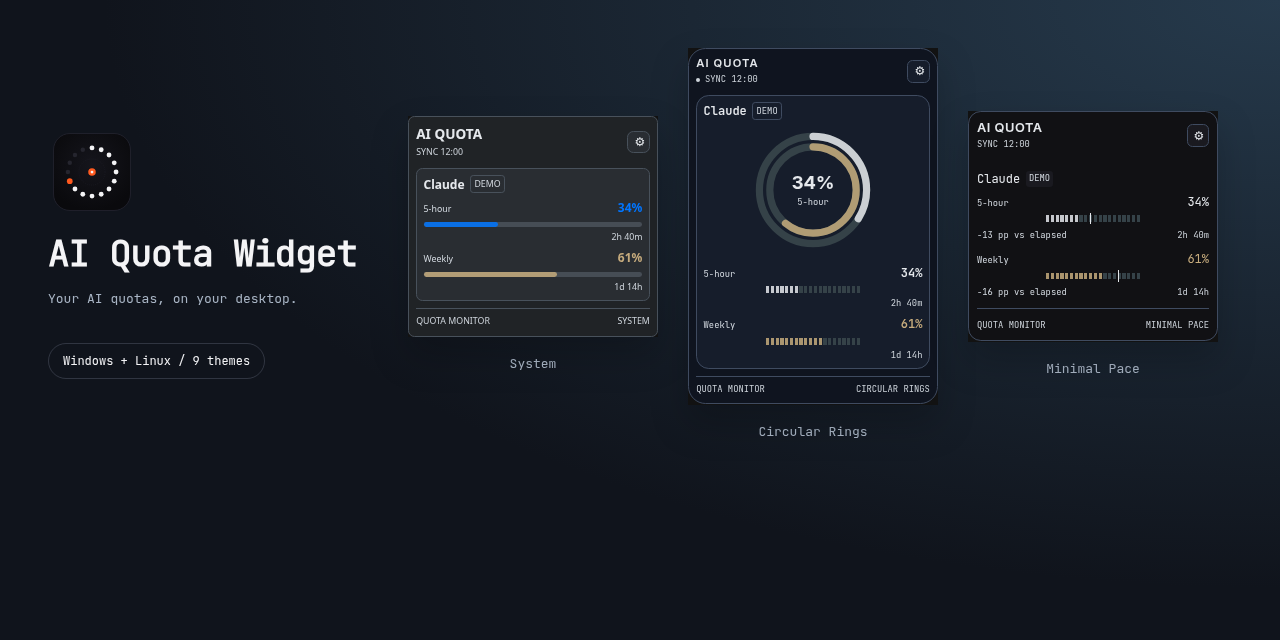 AI Quota Widget
Your AI quotas, on your desktop.
Windows + Linux / 9 themes
AI QUOTA
SYNC 12:00
Claude DEMO
5-hour 34%
2h 40m
Weekly 61%
1d 14h
QUOTA MONITOR SYSTEM
System
AI QUOTA
SYNC 12:00
Claude DEMO
34%
5-hour
5-hour 34%
2h 40m
Weekly 61%
1d 14h
QUOTA MONITOR CIRCULAR RINGS
Circular Rings
AI QUOTA
SYNC 12:00
Claude DEMO
5-hour 34%
-13 pp vs elapsed 2h 40m
Weekly 61%
-16 pp vs elapsed 1d 14h
QUOTA MONITOR MINIMAL PACE
Minimal Pace